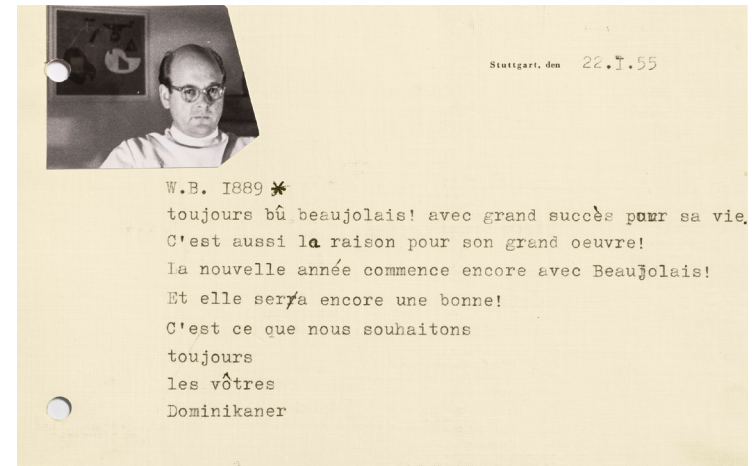 Stuttgart, den 22.I.55
W.B. I889 *
toujours bû beaujolais! avec grand succès pour sa vie.
C'est aussi la raison pour son grand oeuvre!
La nouvelle année commence encore avec Beaujolais!
Et elle serra encore une bonne!
C'est ce que nous souhaitons
toujours
les vôtres
Dominikaner